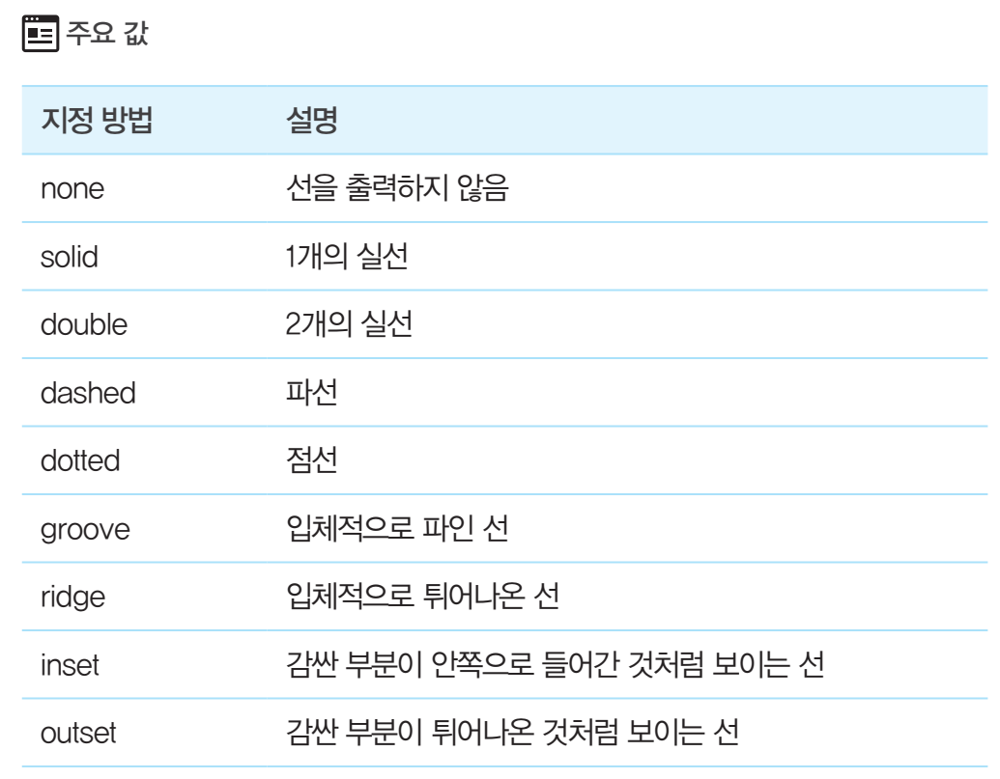 주요 값
지정 방법 설명
none 선을 출력하지 않음
solid 1개의 실선
double 2개의 실선
dashed 파선
dotted 점선
groove 입체적으로 파인 선
ridge 입체적으로 튀어나온 선
inset 감싼 부분이 안쪽으로 들어간 것처럼 보이는 선
outset 감싼 부분이 튀어나온 것처럼 보이는 선